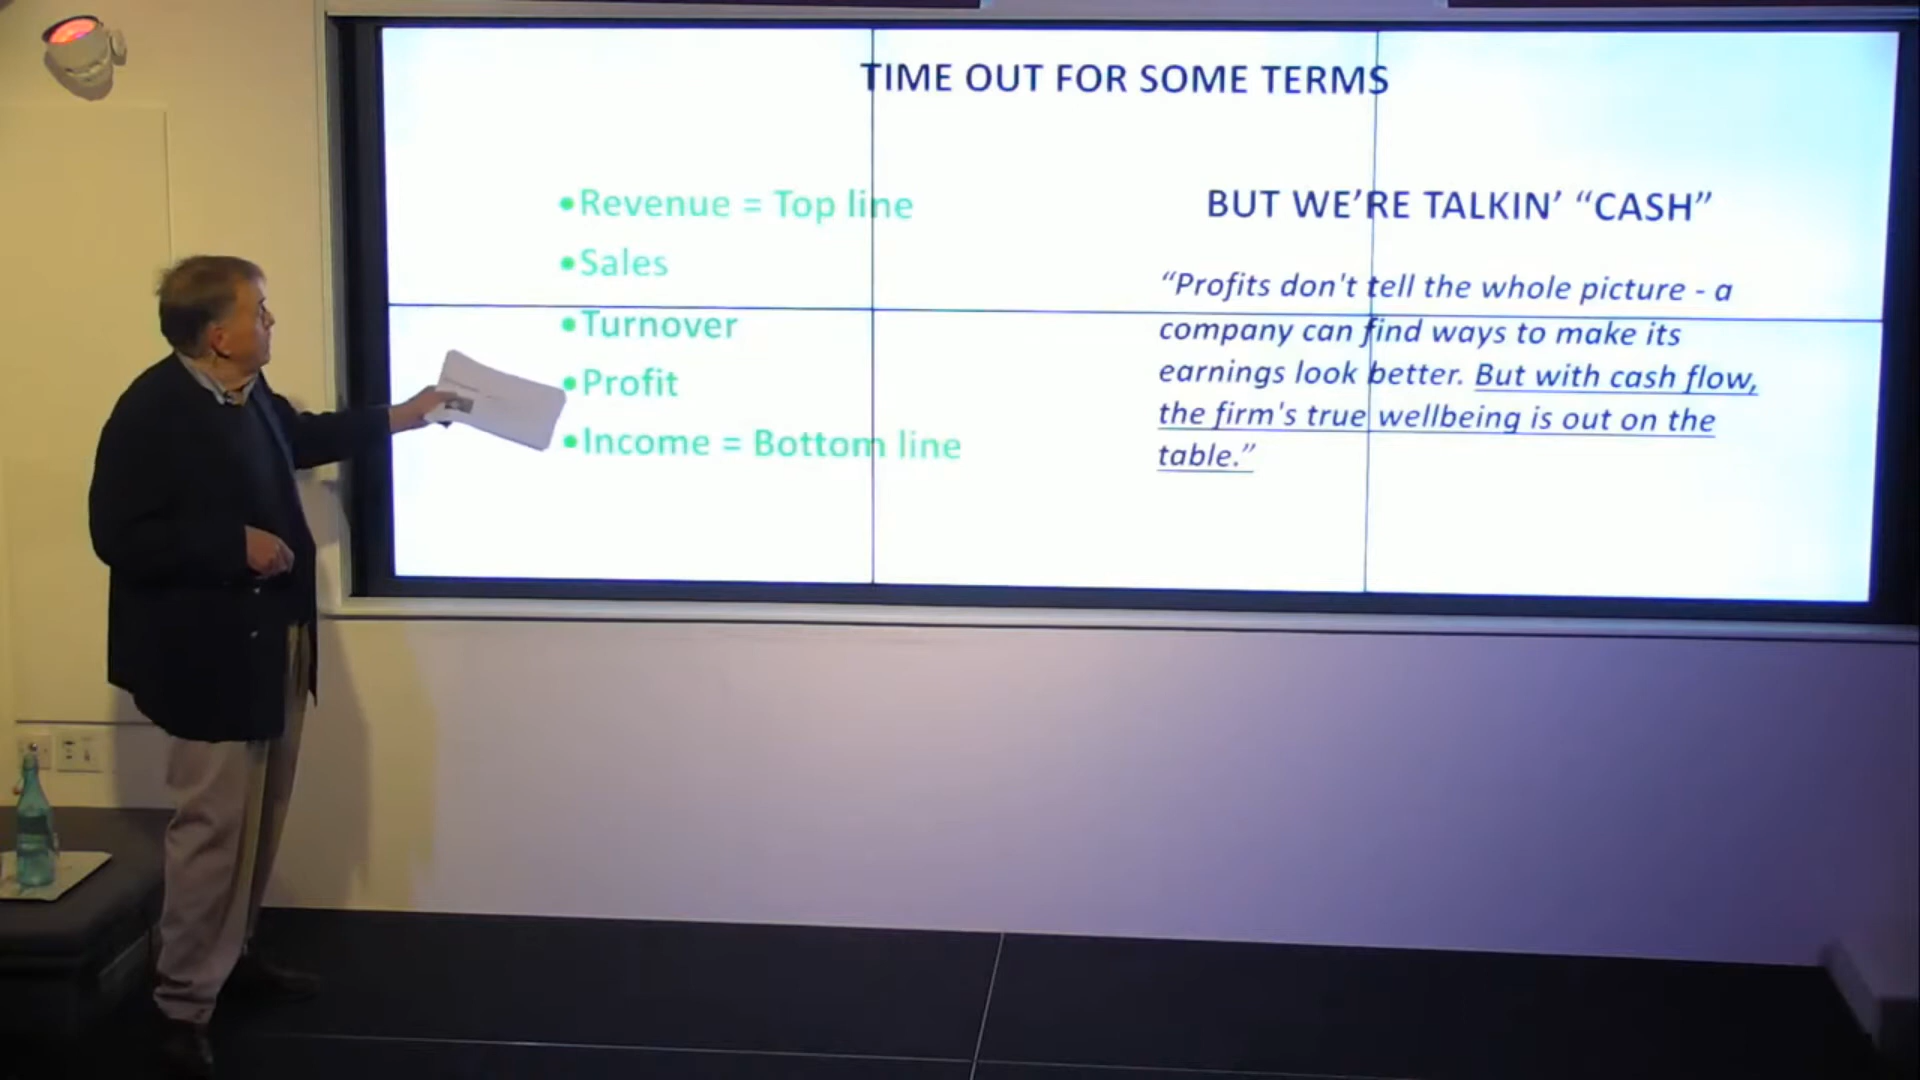 TIME OUT FOR SOME TERMS
•Revenue = Top line
•Sales
•Turnover
•Profit
•Income = Bottom line
BUT WE’RE TALKIN’ “CASH”
“Profits don't tell the whole picture - a
company can find ways to make its
earnings look better. But with cash flow,
the firm's true wellbeing is out on the
table.”